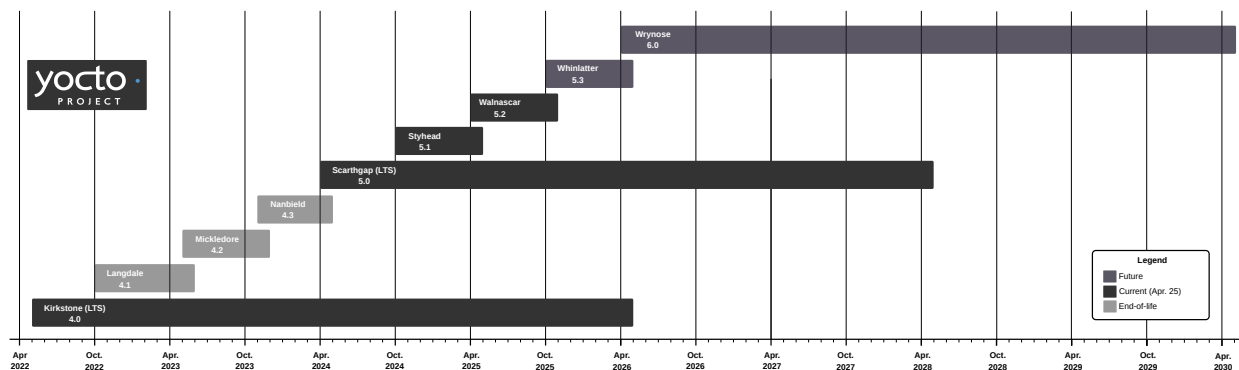 Wrynose
6.0
yocto
PROJECT
Whinlatter
5.3
Walnascar
5.2
Styhead
5.1
Scarthgap (LTS)
5.0
Nanbield
4.3
Mickledore
4.2
Langdale
4.1
Kirkstone (LTS)
4.0
Legend
Future
Current (Apr. 25)
End-of-life
Apr Oct. Apr. Oct. Apr. Oct. Apr. Oct. Apr. Oct. Apr. Oct. Apr. Oct. Apr. Oct. Apr.
2022 2022 2023 2023 2024 2024 2025 2025 2026 2026 2027 2027 2028 2028 2029 2029 2030